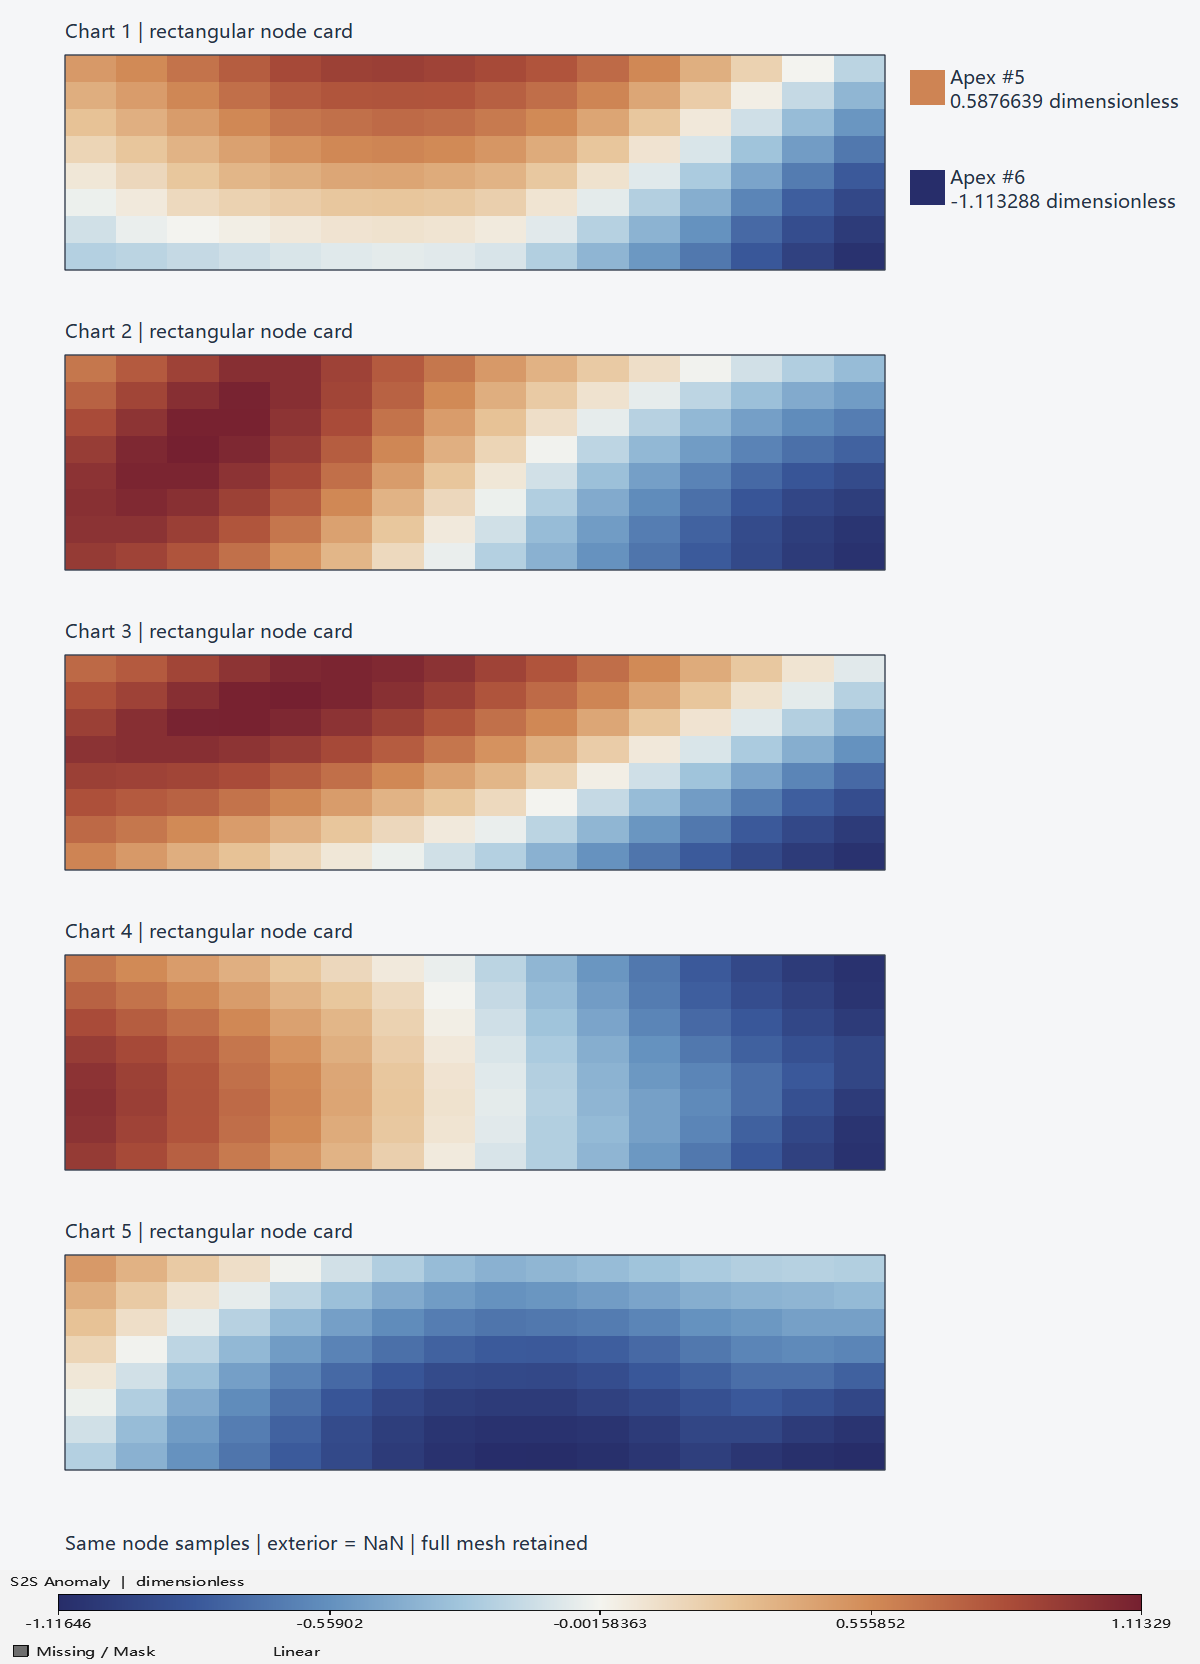 Chart 1 | rectangular node card
Apex #5
0.5876639 dimensionless
Apex #6
-1.113288 dimensionless
Chart 2 | rectangular node card
Chart 3 | rectangular node card
Chart 4 | rectangular node card
Chart 5 | rectangular node card
Same node samples | exterior = NaN | full mesh retained
S2S Anomaly | dimensionless
-1.11646 -0.55902 -0.00158363 0.555852 1.11329
Missing / Mask Linear